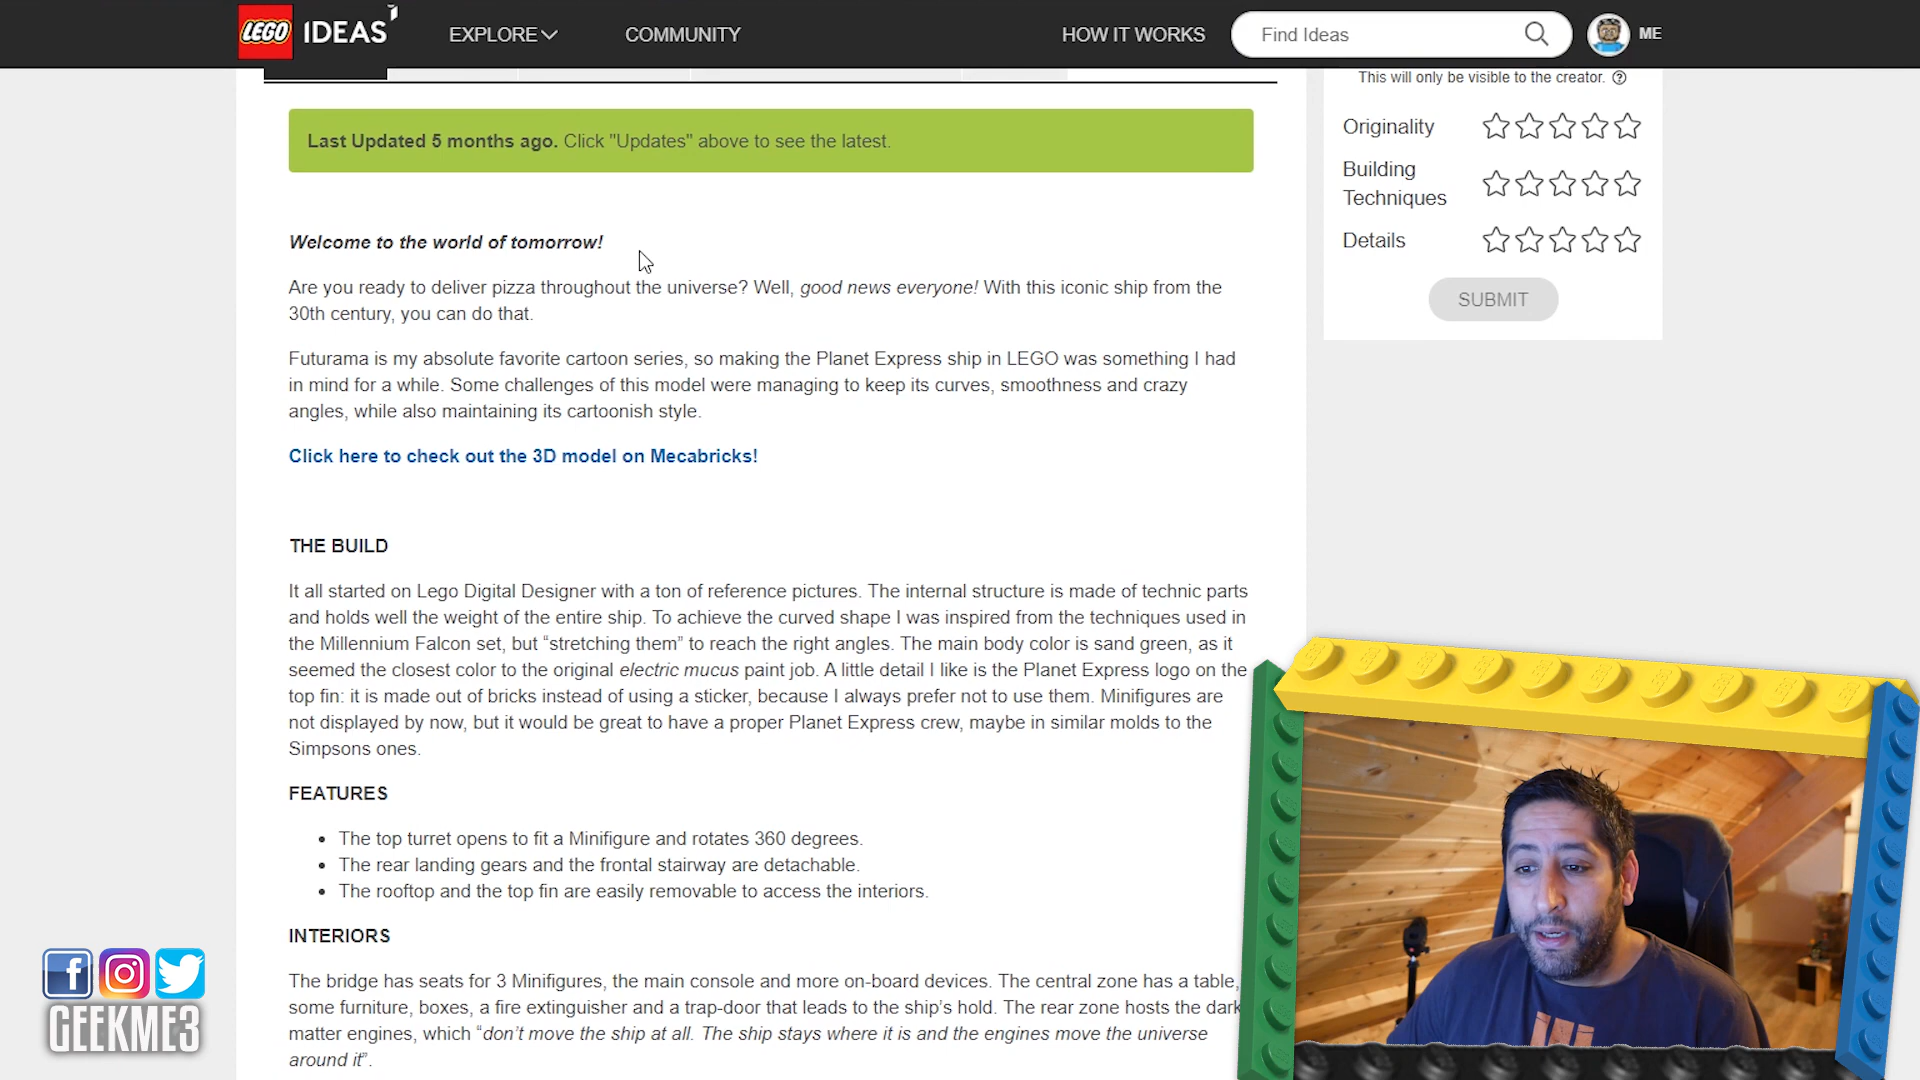 LEGO IDEAS EXPLORE COMMUNITY HOW IT WORKS Find Ideas ME
This will only be visible to the creator.
Originality
Building
Techniques
Details
SUBMIT
Last Updated 5 months ago. Click "Updates" above to see the latest.
Welcome to the world of tomorrow!
Are you ready to deliver pizza throughout the universe? Well, good news everyone! With this iconic ship from the
30th century, you can do that.
Futurama is my absolute favorite cartoon series, so making the Planet Express ship in LEGO was something I had
in mind for a while. Some challenges of this model were managing to keep its curves, smoothness and crazy
angles, while also maintaining its cartoonish style.
Click here to check out the 3D model on Mecabricks!
THE BUILD
It all started on Lego Digital Designer with a ton of reference pictures. The internal structure is made of technic parts
and holds well the weight of the entire ship. To achieve the curved shape I was inspired from the techniques used in
the Millennium Falcon set, but “stretching them” to reach the right angles. The main body color is sand green, as it
seemed the closest color to the original electric mucus paint job. A little detail I like is the Planet Express logo on the
top fin: it is made out of bricks instead of using a sticker, because I always prefer not to use them. Minifigures are
not displayed by now, but it would be great to have a proper Planet Express crew, maybe in similar molds to the
Simpsons ones.
FEATURES
• The top turret opens to fit a Minifigure and rotates 360 degrees.
• The rear landing gears and the frontal stairway are detachable.
• The rooftop and the top fin are easily removable to access the interiors.
INTERIORS
The bridge has seats for 3 Minifigures, the main console and more on-board devices. The central zone has a table,
some furniture, boxes, a fire extinguisher and a trap-door that leads to the ship’s hold. The rear zone hosts the dark
matter engines, which “don’t move the ship at all. The ship stays where it is and the engines move the universe
around it”.
GEEKME3